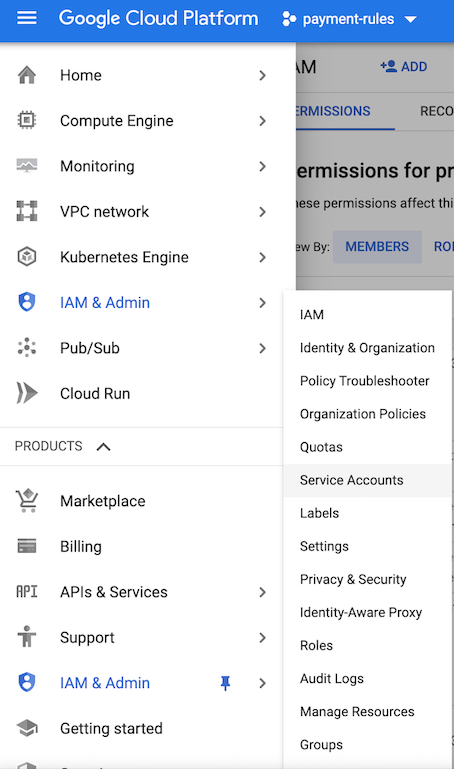 Google Cloud Platform
payment-rules
Home
Compute Engine
Monitoring
VPC network
Kubernetes Engine
IAM & Admin
Pub/Sub
Cloud Run
PRODUCTS
Marketplace
Billing
API
APIs & Services
Support
IAM & Admin
Getting started
AM
ADD
ERMISSIONS
RECO
ermissions for pr
nese permissions affect thi
ew By:
MEMBERS
ROL
IAM
Identity & Organization
Policy Troubleshooter
Organization Policies
Quotas
Service Accounts
Labels
Settings
Privacy & Security
Identity-Aware Proxy
Roles
Audit Logs
Manage Resources
Groups